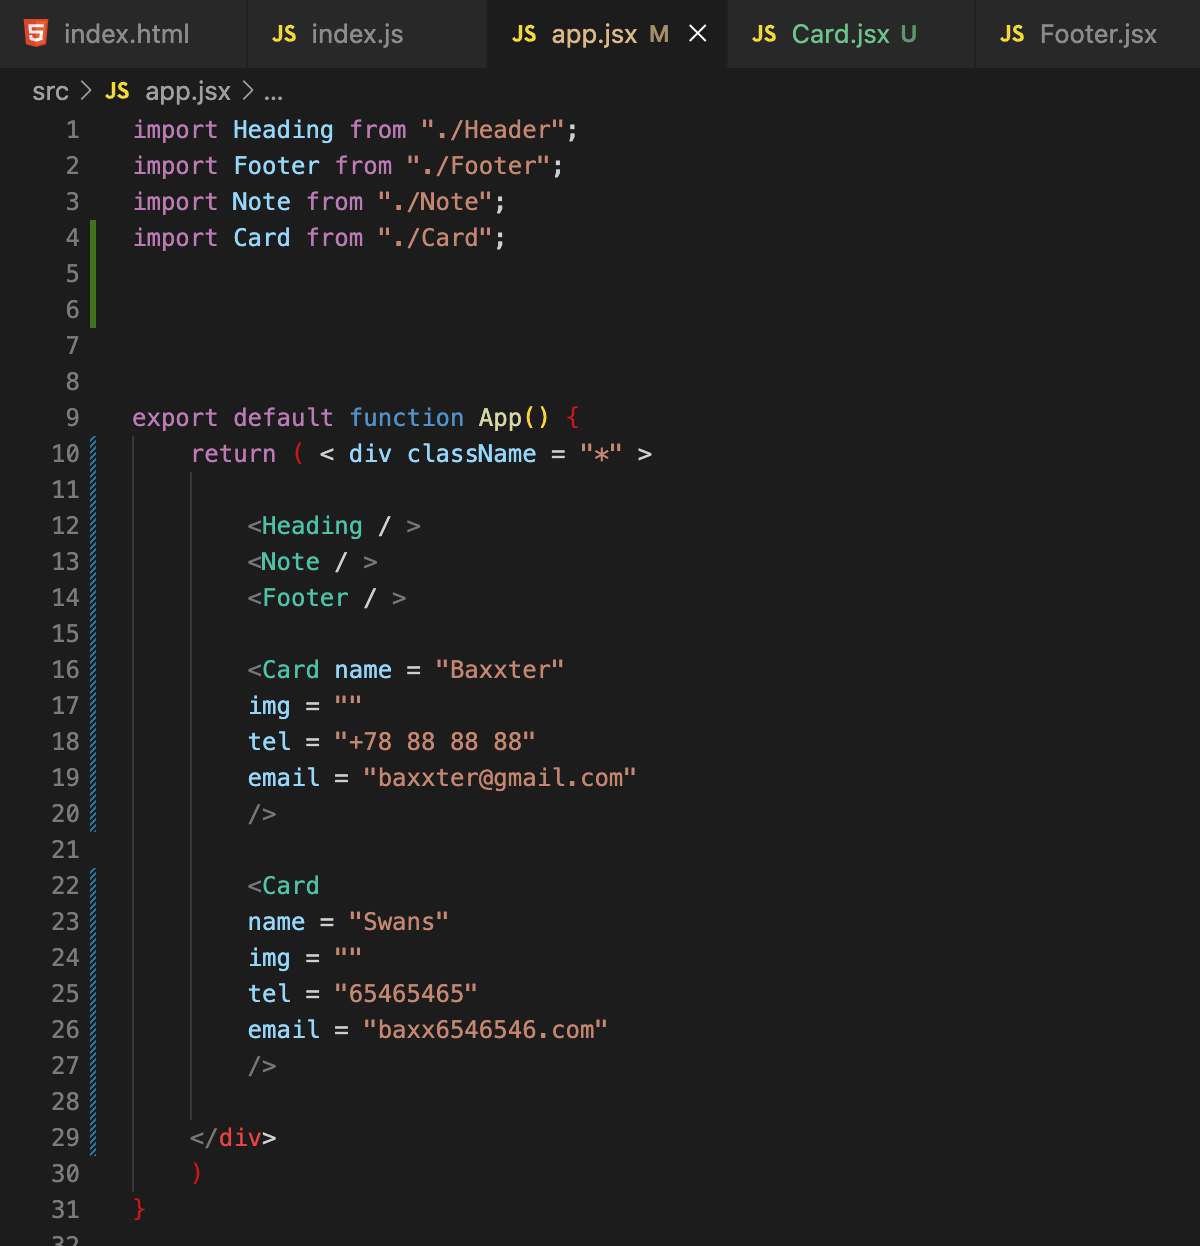 index.html JS index.js JS app.jsx M JS Card.jsx U JS Footer.jsx
src > JS app.jsx > ...
1 import Heading from "./Header";
2 import Footer from "./Footer";
3 import Note from "./Note";
4 import Card from "./Card";
5
6
7
8
9 export default function App() {
10 return ( < div className = "*" >
11
12 <Heading / >
13 <Note / >
14 <Footer / >
15
16 <Card name = "Baxxter"
17 img = ""
18 tel = "+78 88 88 88"
19 email = "baxxter@gmail.com"
20 />
21
22 <Card
23 name = "Swans"
24 img = ""
25 tel = "65465465"
26 email = "baxx6546546.com"
27 />
28
29 </div>
30 )
31 }
32